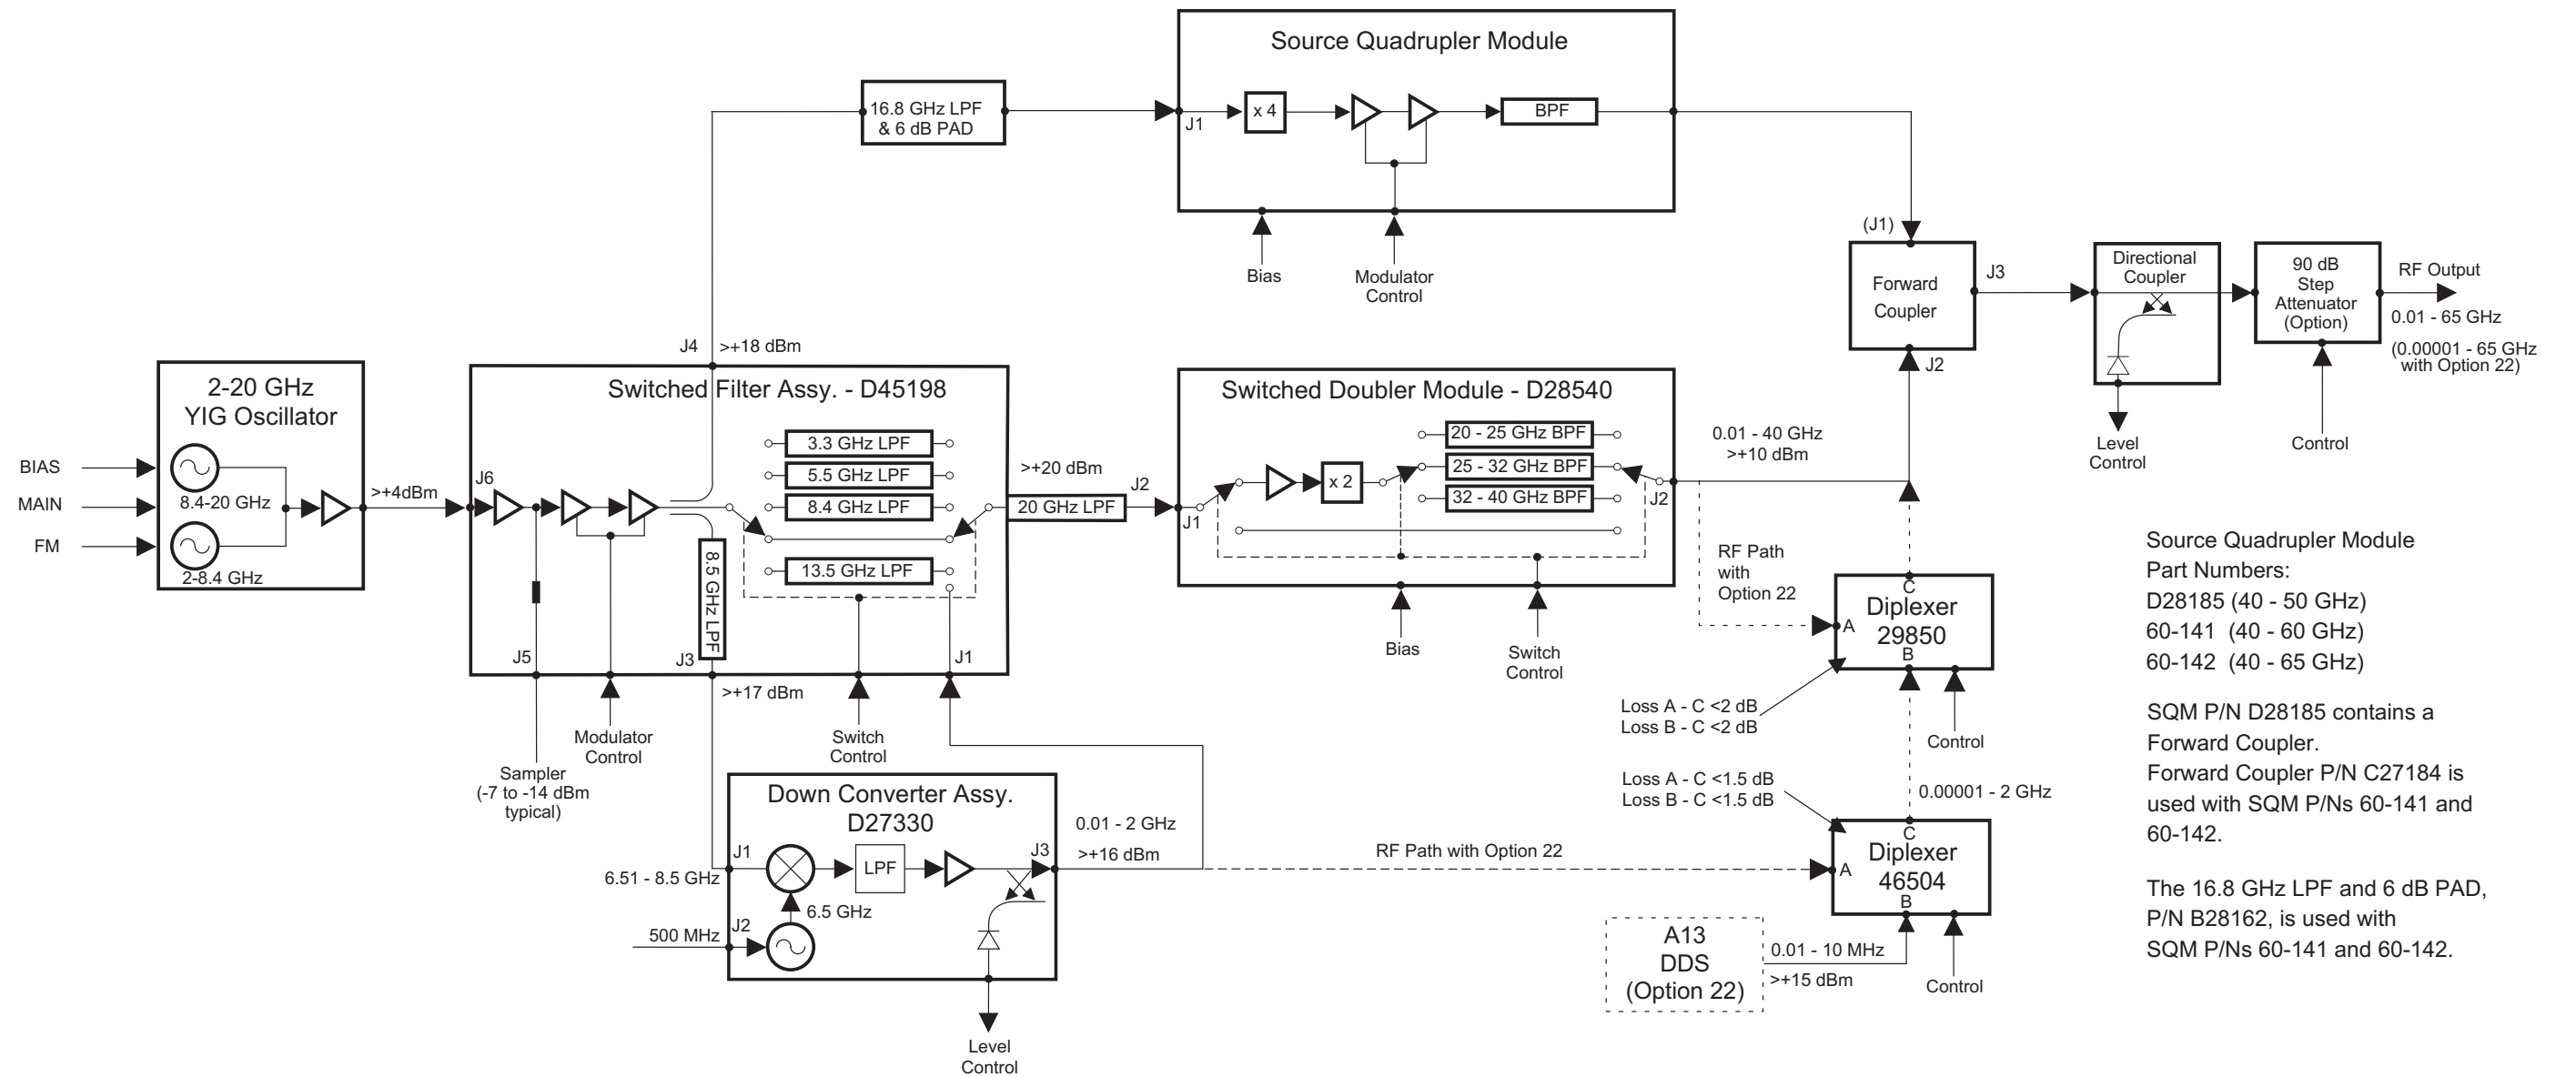 Source Quadrupler Module
16.8 GHz LPF
& 6 dB PAD
J1
x 4
BPF
Bias
Modulator
Control
(J1)
Forward
Coupler
J3
J2
Directional
Coupler
Level
Control
90 dB
Step
Attenuator
(Option)
Control
RF Output
0.01 - 65 GHz
(0.00001 - 65 GHz
with Option 22)
2-20 GHz
YIG Oscillator
BIAS
MAIN
FM
8.4-20 GHz
2-8.4 GHz
>+4dBm
J4
>+18 dBm
Switched Filter Assy. - D45198
J6
3.3 GHz LPF
5.5 GHz LPF
8.4 GHz LPF
13.5 GHz LPF
8.5 GHz LPF
J5
J3
J1
>+17 dBm
Sampler
(-7 to -14 dBm
typical)
Modulator
Control
Switch
Control
>+20 dBm
20 GHz LPF
J2
Switched Doubler Module - D28540
J1
x 2
20 - 25 GHz BPF
25 - 32 GHz BPF
32 - 40 GHz BPF
J2
Bias
Switch
Control
0.01 - 40 GHz
>+10 dBm
RF Path
with
Option 22
C
Diplexer
29850
A
B
Loss A - C <2 dB
Loss B - C <2 dB
Control
Down Converter Assy.
D27330
J1
6.51 - 8.5 GHz
LPF
J3
6.5 GHz
J2
500 MHz
Level
Control
0.01 - 2 GHz
>+16 dBm
RF Path with Option 22
Loss A - C <1.5 dB
Loss B - C <1.5 dB
0.00001 - 2 GHz
C
Diplexer
46504
A
B
Control
A13
DDS
(Option 22)
0.01 - 10 MHz
>+15 dBm
Source Quadrupler Module
Part Numbers:
D28185 (40 - 50 GHz)
60-141 (40 - 60 GHz)
60-142 (40 - 65 GHz)
SQM P/N D28185 contains a
Forward Coupler.
Forward Coupler P/N C27184 is
used with SQM P/Ns 60-141 and
60-142.
The 16.8 GHz LPF and 6 dB PAD,
P/N B28162, is used with
SQM P/Ns 60-141 and 60-142.